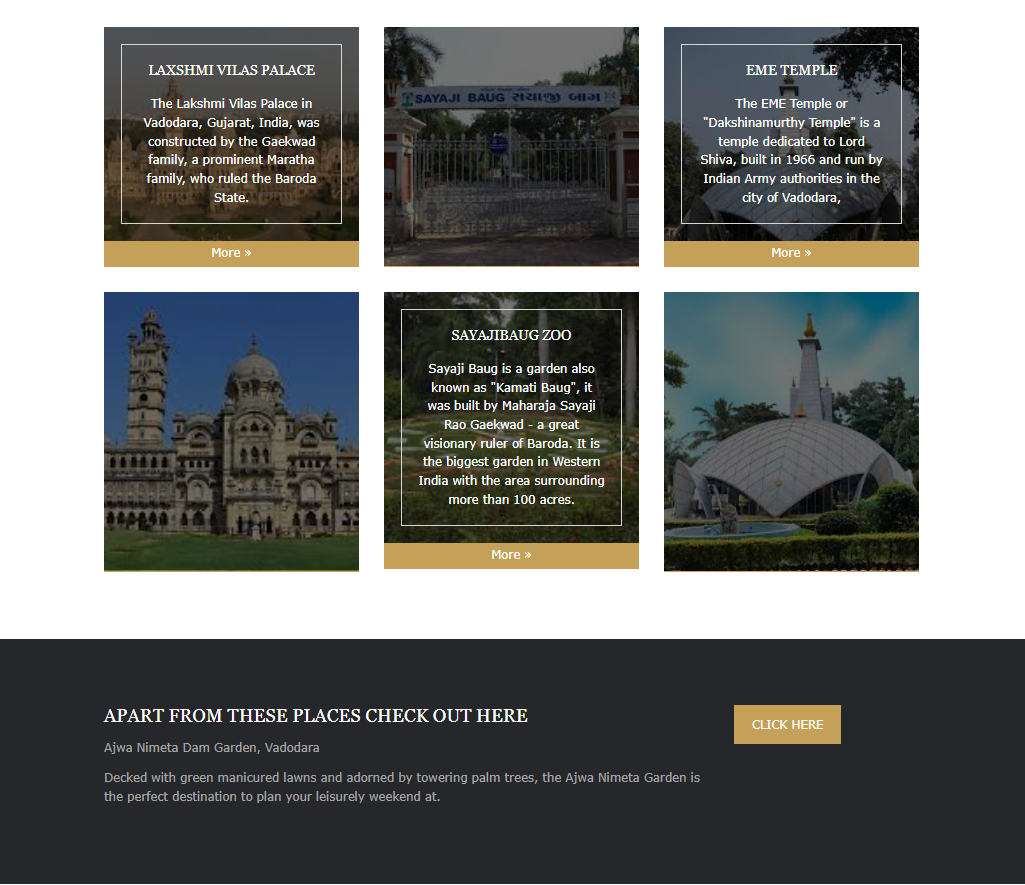 LAXSHMI VILAS PALACE
The Lakshmi Vilas Palace in
Vadodara, Gujarat, India, was
constructed by the Gaekwad
family, a prominent Maratha
family, who ruled the Baroda
State.
More »
SAYAJI BAUG સયાજી બાગ
EME TEMPLE
The EME Temple or
"Dakshinamurthy Temple" is a
temple dedicated to Lord
Shiva, built in 1966 and run by
Indian Army authorities in the
city of Vadodara,
More »
SAYAJIBAUG ZOO
Sayaji Baug is a garden also
known as "Kamati Baug", it
was built by Maharaja Sayaji
Rao Gaekwad - a great
visionary ruler of Baroda. It is
the biggest garden in Western
India with the area surrounding
more than 100 acres.
More »
APART FROM THESE PLACES CHECK OUT HERE
Ajwa Nimeta Dam Garden, Vadodara
Decked with green manicured lawns and adorned by towering palm trees, the Ajwa Nimeta Garden is
the perfect destination to plan your leisurely weekend at.
CLICK HERE